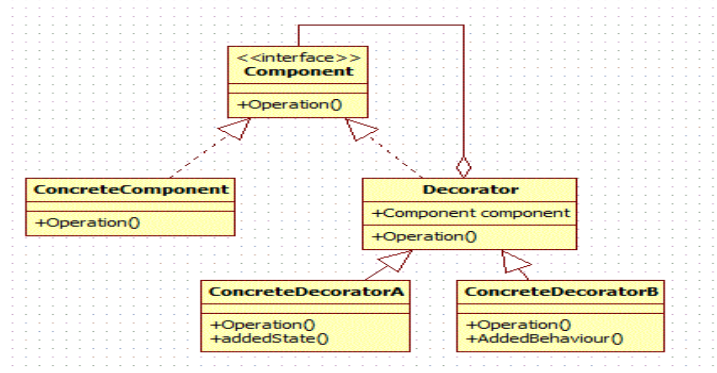 <<interface>>
Component
+Operation()
ConcreteComponent
+Operation()
Decorator
+Component component
+Operation()
ConcreteDecoratorA
+Operation()
+addedState()
ConcreteDecoratorB
+Operation()
+AddedBehaviour()